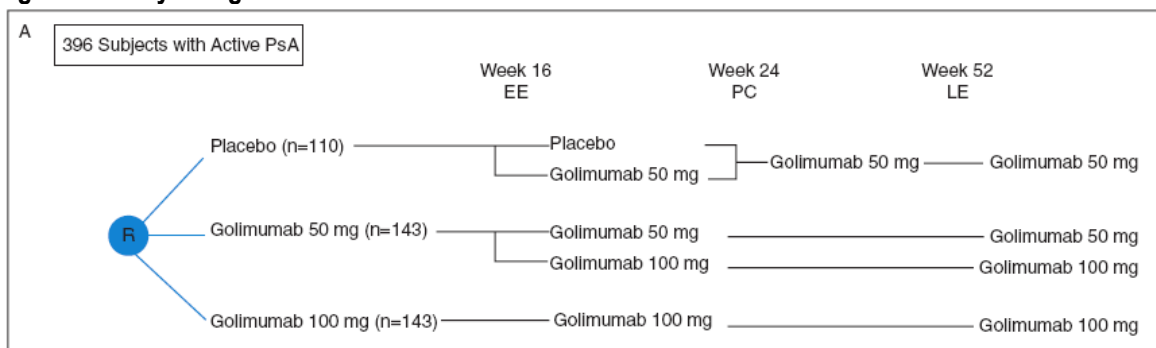 A
396 Subjects with Active PsA
Week 16
EE
Week 24
PC
Week 52
LE
Placebo (n=110)
Placebo
Golimumab 50 mg
Golimumab 50 mg
Golimumab 50 mg
R
Golimumab 50 mg (n=143)
Golimumab 50 mg
Golimumab 50 mg
Golimumab 100 mg
Golimumab 100 mg
Golimumab 100 mg (n=143)
Golimumab 100 mg
Golimumab 100 mg